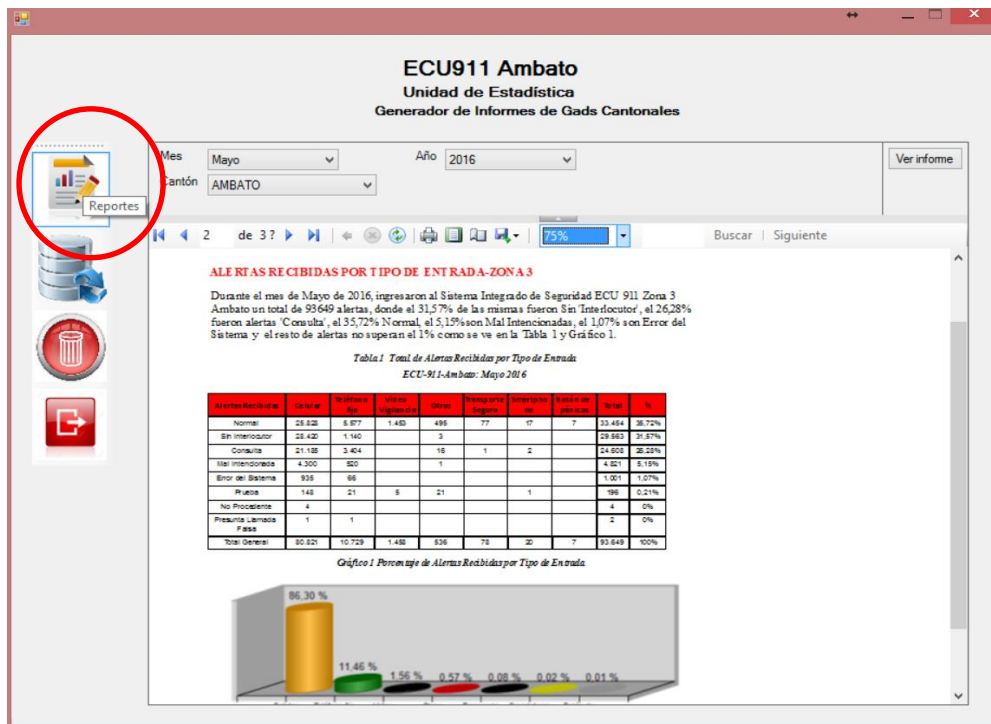 ECU911 Ambato
Unidad de Estadística
Generador de Informes de Gads Cantonales
Mes Mayo Año 2016 Ver informe
Cantón AMBATO
Reportes
2 de 3 ? 75% Buscar | Siguiente
ALERTAS RECIBIDAS POR TIPO DE ENTRADA-ZONA 3
Durante el mes de Mayo de 2016, ingresaron al Sistema Integrado de Seguridad ECU 911 Zona 3
Ambato un total de 93649 alertas, donde el 31,57% de las mismas fueron Sin 'Interlocutor', el 26,28%
fueron alertas 'Consulta', el 35,72% Normal, el 5,15%son Mal Intencionadas, el 1,07% son Error del
Sistema y el resto de alertas no superan el 1% como se ve en la Tabla 1 y Gráfico 1.
Tabla1 Total de Alertas Recibidas por Tipo de Entrada
ECU-911-Ambato: Mayo 2016
Alertas Recibidas Celular Teléfono fijo Video Vigilancia Otros Transporte Seguro Botón de Total %
Normal 25.828 5.577 1.453 495 77 17 7 33.454 35,72%
Sin Interlocutor 28.420 1.140 3 29.563 31,57%
Consulta 21.185 3.404 16 1 2 24.608 26,28%
Mal Intencionada 4.300 520 1 4.821 5,15%
Error del Sistema 935 66 1.001 1,07%
Prueba 148 21 5 21 1 196 0,21%
No Procedente 4 4 0%
Presunta Llamada Falsa 1 1 2 0%
Total General 80.821 10.729 1.458 536 78 20 7 93.649 100%
Gráfico 1 Porcentaje de Alertas Recibidas por Tipo de Entrada
86,30 %
11,46 %
1,56 %
0,57 %
0,08 %
0,02 %
0,01 %